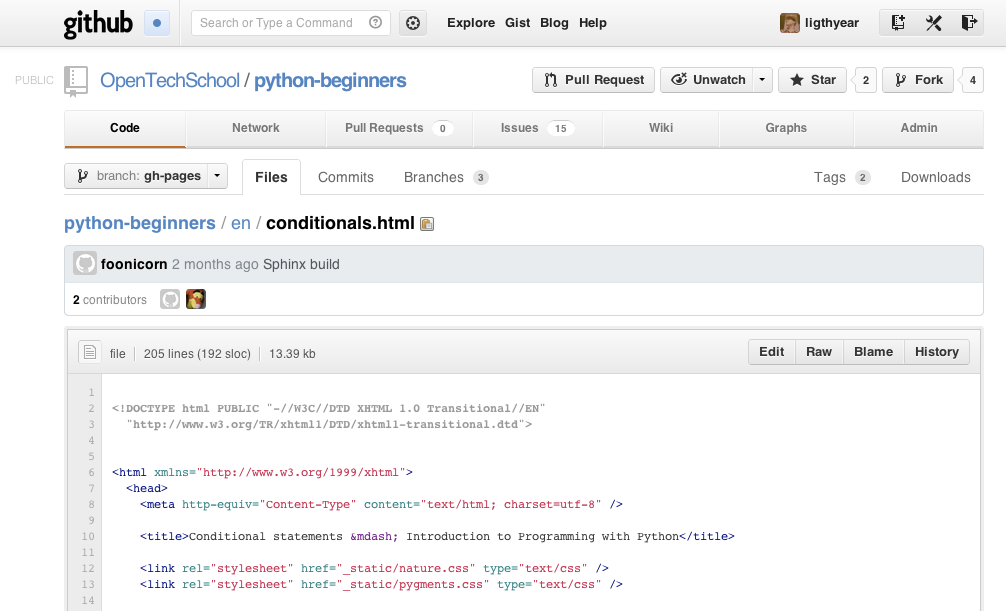 github Search or Type a Command Explore Gist Blog Help ligthyear
PUBLIC OpenTechSchool / python-beginners Pull Request Unwatch Star 2 Fork 4
Code Network Pull Requests 0 Issues 15 Wiki Graphs Admin
branch: gh-pages Files Commits Branches 3 Tags 2 Downloads
python-beginners / en / conditionals.html
foonicorn 2 months ago Sphinx build
2 contributors
file 205 lines (192 sloc) 13.39 kb Edit Raw Blame History
1
2 <!DOCTYPE html PUBLIC "-//W3C//DTD XHTML 1.0 Transitional//EN"
3 "http://www.w3.org/TR/xhtml1/DTD/xhtml1-transitional.dtd">
4
5
6 <html xmlns="http://www.w3.org/1999/xhtml">
7 <head>
8 <meta http-equiv="Content-Type" content="text/html; charset=utf-8" />
9
10 <title>Conditional statements &mdash; Introduction to Programming with Python</title>
11
12 <link rel="stylesheet" href="_static/nature.css" type="text/css" />
13 <link rel="stylesheet" href="_static/pygments.css" type="text/css" />
14